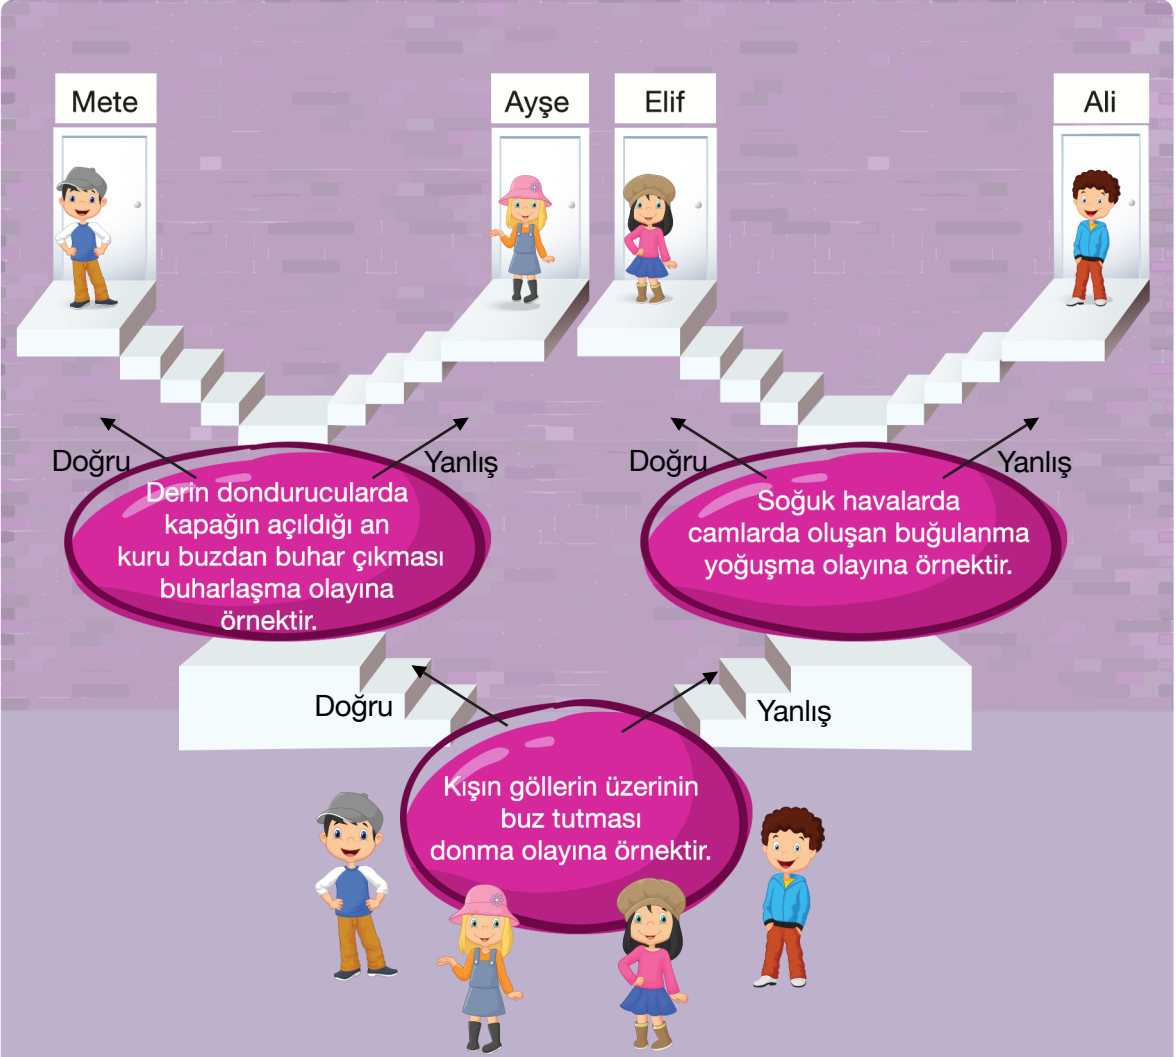 Mete
Ayşe
Elif
Ali
Doğru
Yanlış
Derin dondurucularda
kapağın açıldığı an
kuru buzdan buhar çıkması
buharlaşma olayına
örnektir.
Doğru
Yanlış
Soğuk havalarda
camlarda oluşan buğulanma
yoğuşma olayına örnektir.
Doğru
Yanlış
Kışın göllerin üzerinin
buz tutması
donma olayına örnektir.